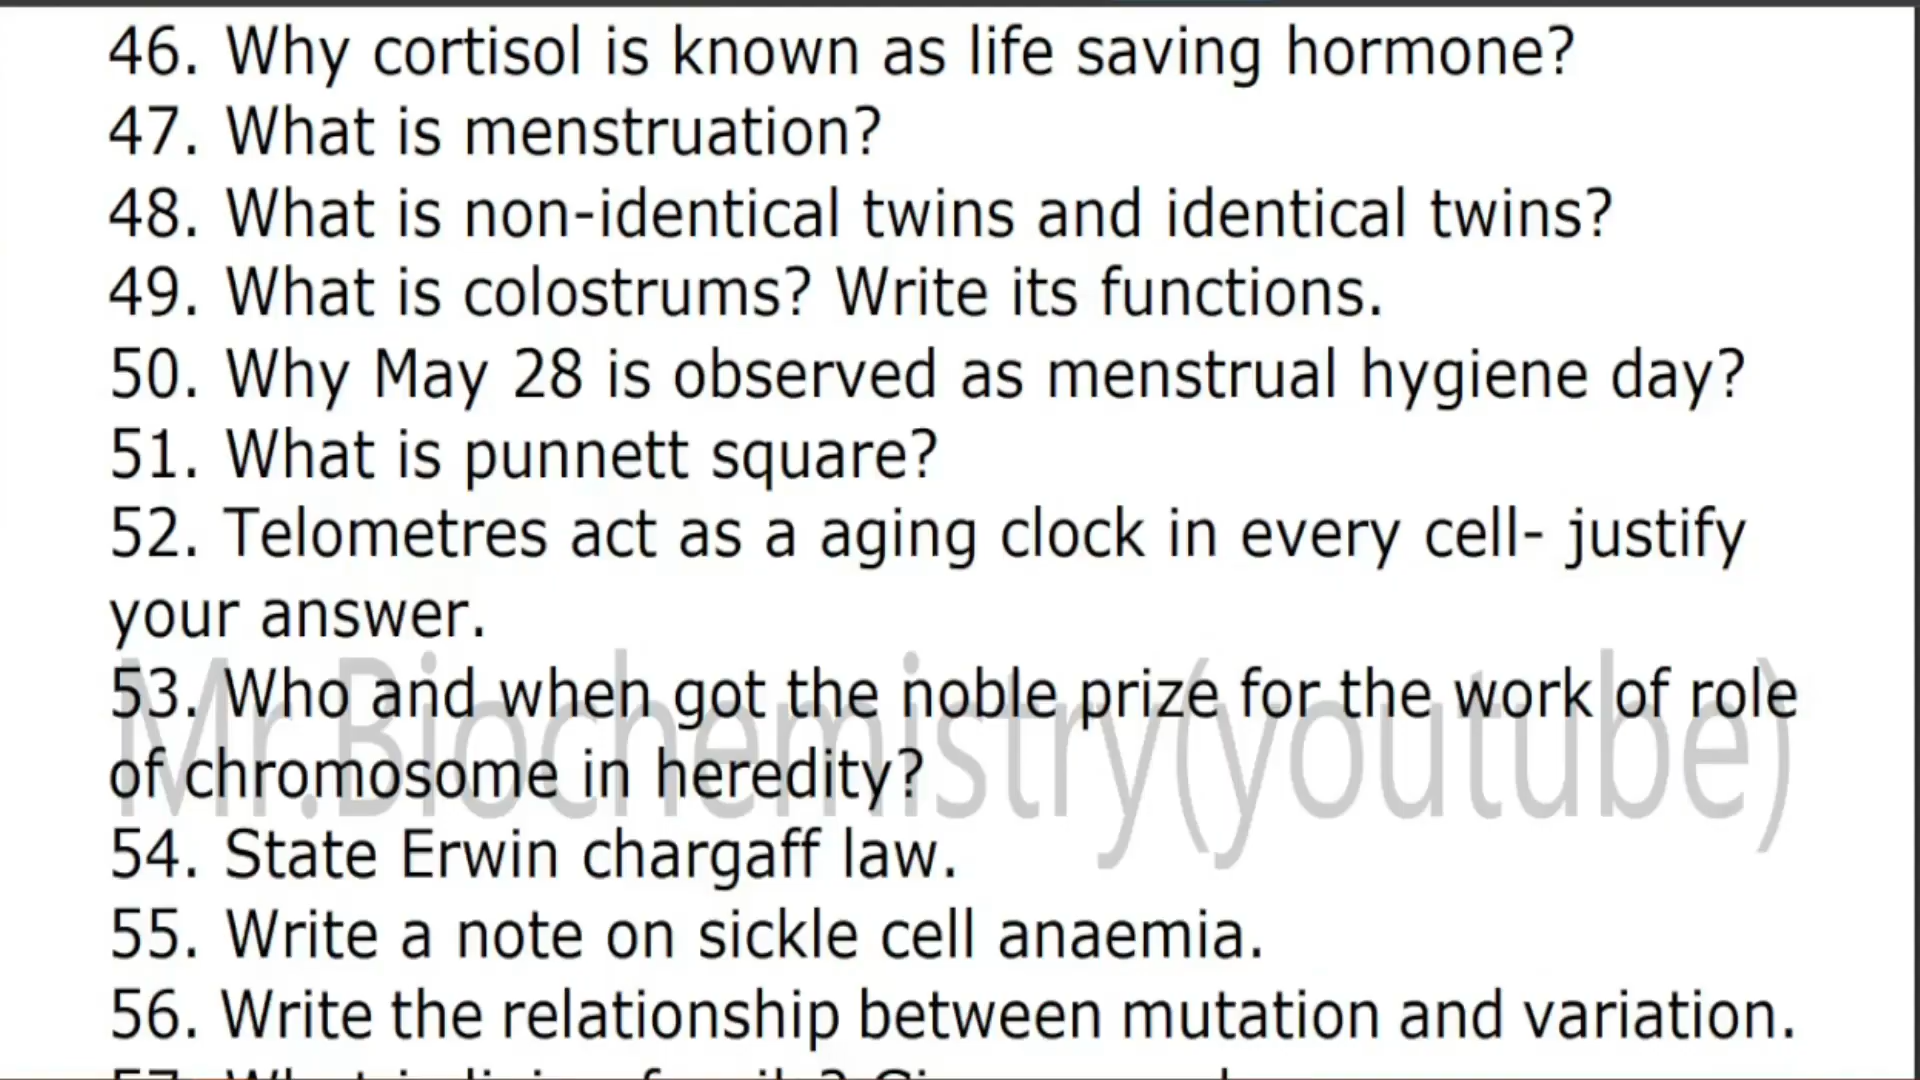 46. Why cortisol is known as life saving hormone?
47. What is menstruation?
48. What is non-identical twins and identical twins?
49. What is colostrums? Write its functions.
50. Why May 28 is observed as menstrual hygiene day?
51. What is punnett square?
52. Telometres act as a aging clock in every cell- justify
your answer.
Mr.Biochemistry(youtube)
53. Who and when got the noble prize for the work of role
of chromosome in heredity?
54. State Erwin chargaff law.
55. Write a note on sickle cell anaemia.
56. Write the relationship between mutation and variation.